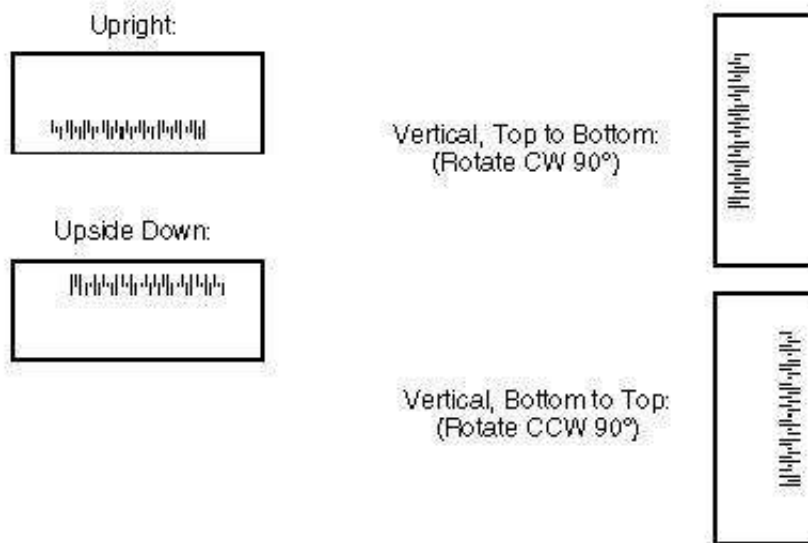 Upright:
Vertical, Top to Bottom:
(Rotate CW 90°)
Upside Down:
Vertical, Bottom to Top:
(Rotate CCW 90°)